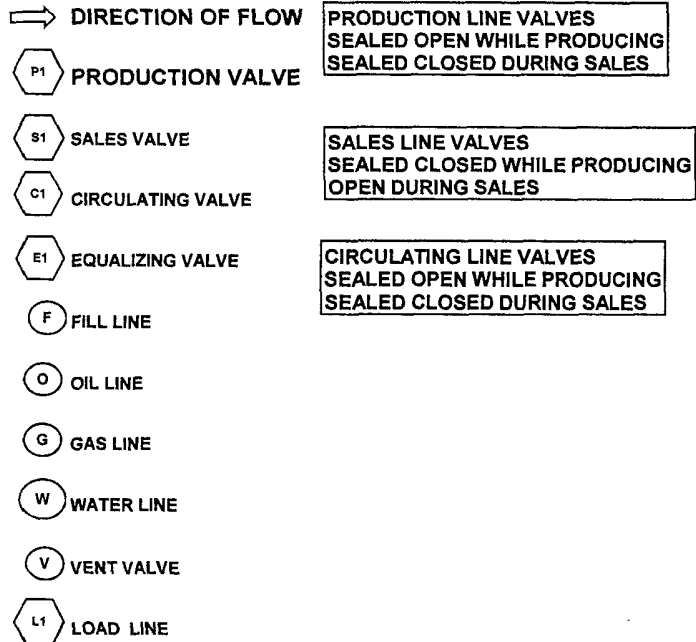 DIRECTION OF FLOW
PRODUCTION LINE VALVES
SEALED OPEN WHILE PRODUCING
SEALED CLOSED DURING SALES
P1 PRODUCTION VALVE
S1 SALES VALVE
SALES LINE VALVES
SEALED CLOSED WHILE PRODUCING
OPEN DURING SALES
C1 CIRCULATING VALVE
E1 EQUALIZING VALVE
CIRCULATING LINE VALVES
SEALED OPEN WHILE PRODUCING
SEALED CLOSED DURING SALES
F FILL LINE
O OIL LINE
G GAS LINE
W WATER LINE
V VENT VALVE
L1 LOAD LINE